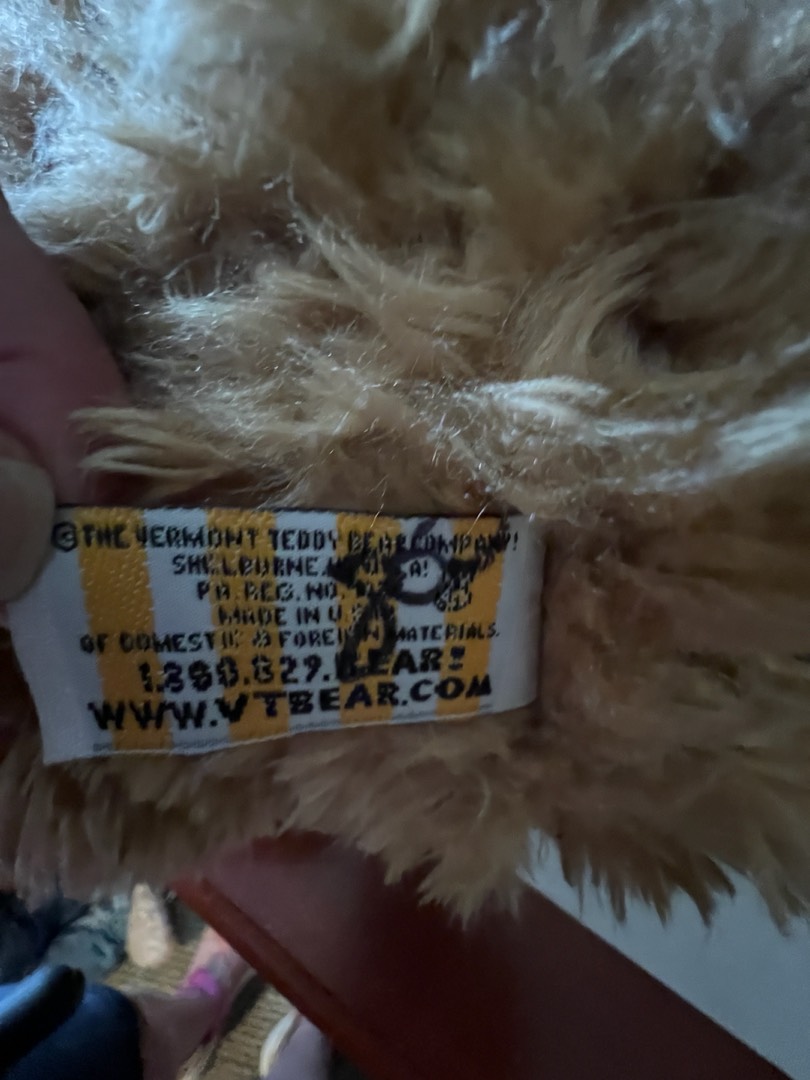 ©THE VERMONT TEDDY BEAR COMPANY!
SHELBURNE, A!
PA. REG. NO.
MADE IN U.S.
OF DOMESTIC & FOREIGN MATERIALS.
1.800.829.BEAR!
WWW.VTBEAR.COM